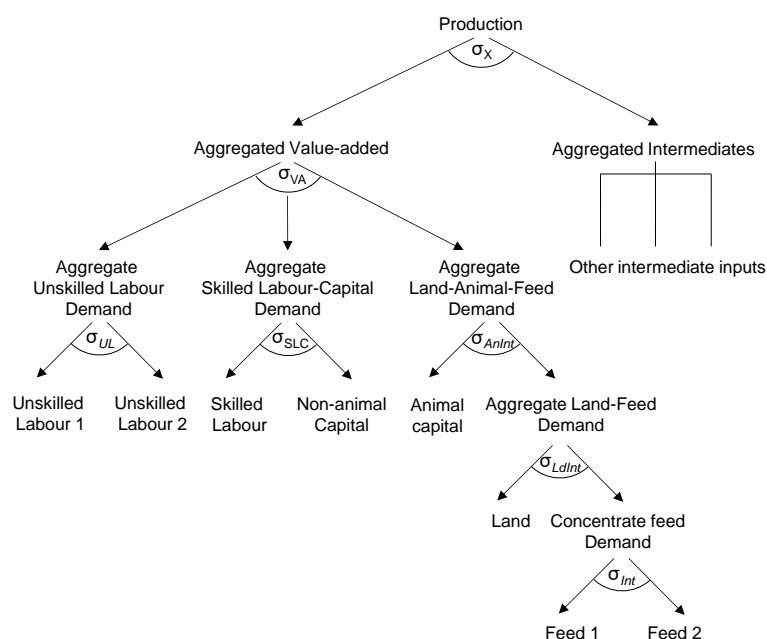 Production
σX
Aggregated Value-added
Aggregated Intermediates
σVA
Aggregate
Unskilled Labour
Demand
Aggregate
Skilled Labour-Capital
Demand
Aggregate
Land-Animal-Feed
Demand
Other intermediate inputs
σUL
σSLC
σAnInt
Unskilled
Labour 1
Unskilled
Labour 2
Skilled
Labour
Non-animal
Capital
Animal
capital
Aggregate Land-Feed
Demand
σLdInt
Land
Concentrate feed
Demand
σInt
Feed 1
Feed 2